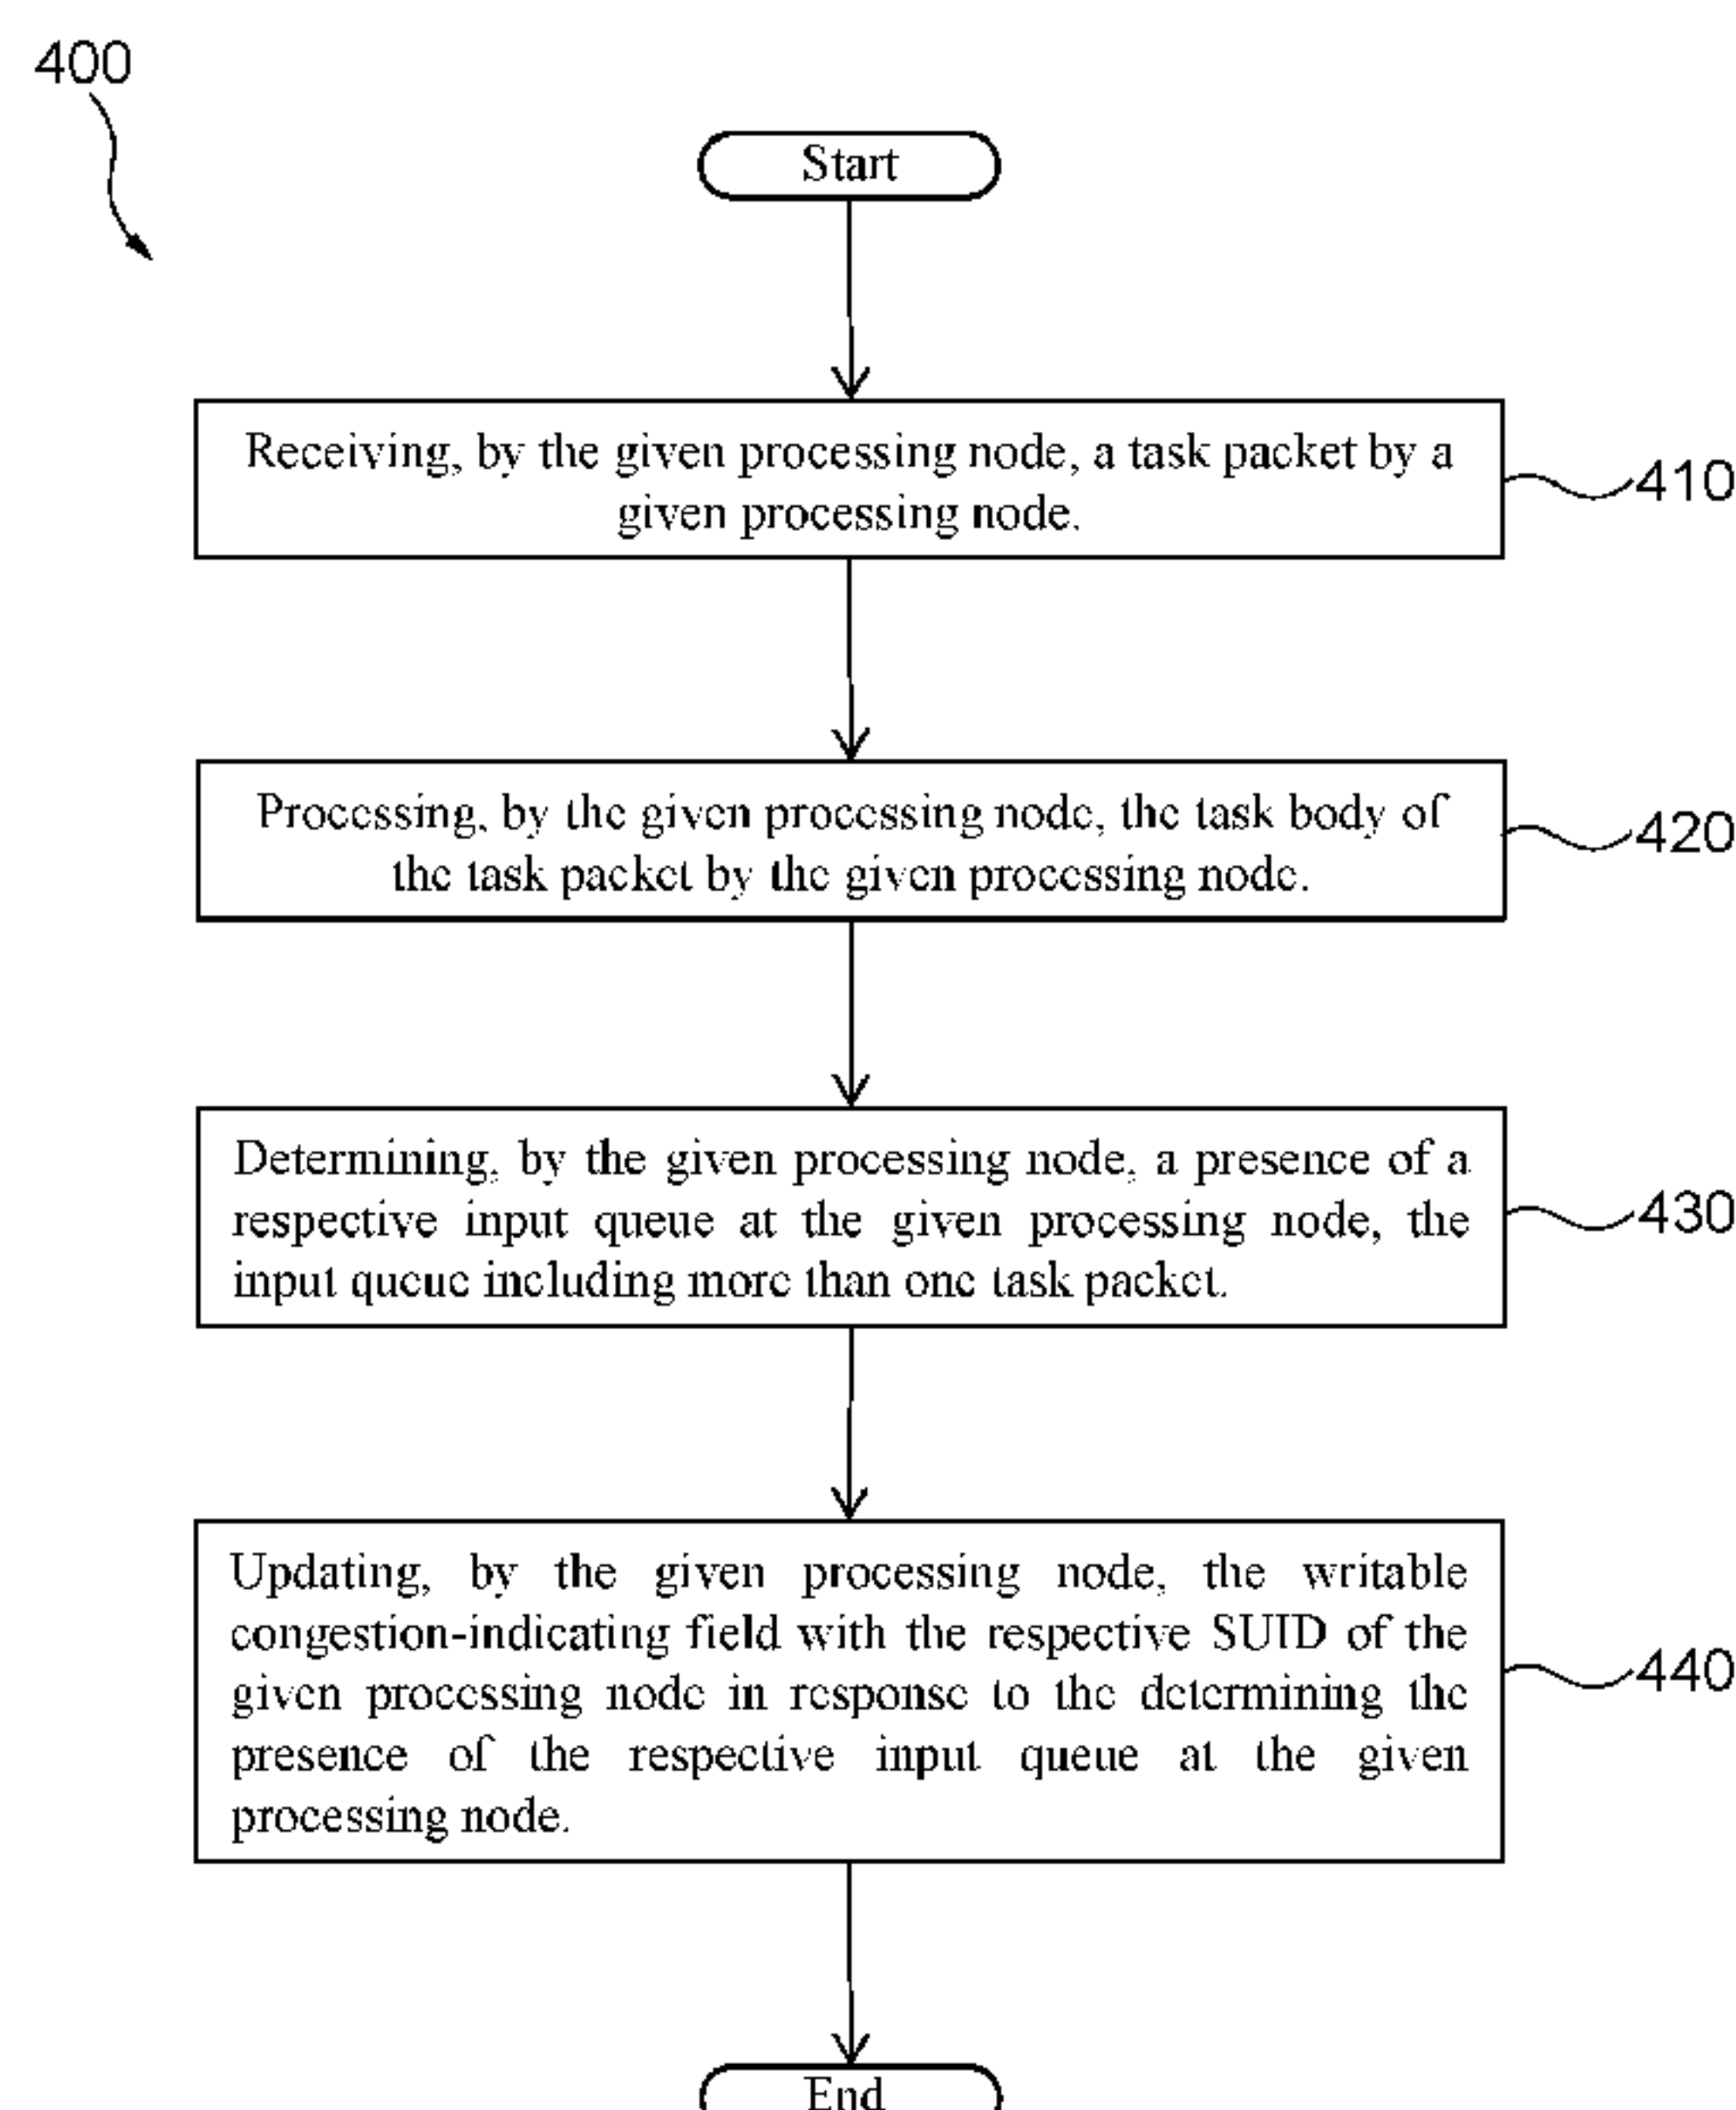 400
Start
Receiving, by the given processing node, a task packet by a
given processing node.
410
Processing, by the given processing node, the task body of
the task packet by the given processing node.
420
Determining, by the given processing node, a presence of a
respective input queue at the given processing node, the
input queue including more than one task packet.
430
Updating, by the given processing node, the writable
congestion-indicating field with the respective SUID of the
given processing node in response to the determining the
presence of the respective input queue at the given
processing node.
440
End